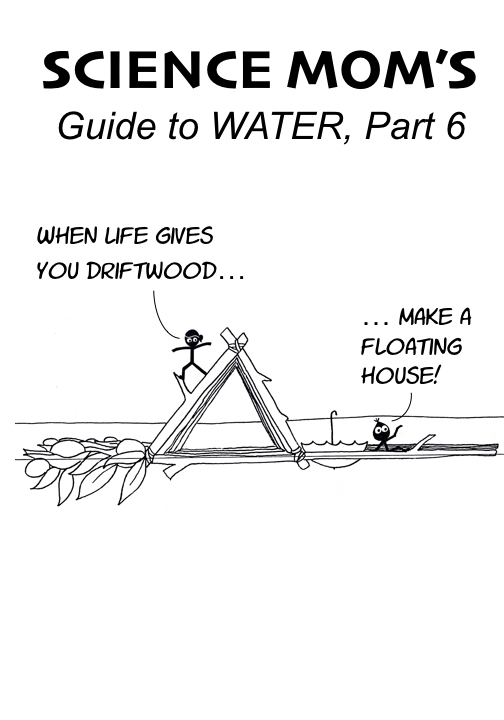 SCIENCE MOM'S
Guide to WATER, Part 6
WHEN LIFE GIVES
YOU DRIFTWOOD...
... MAKE A
FLOATING
HOUSE!